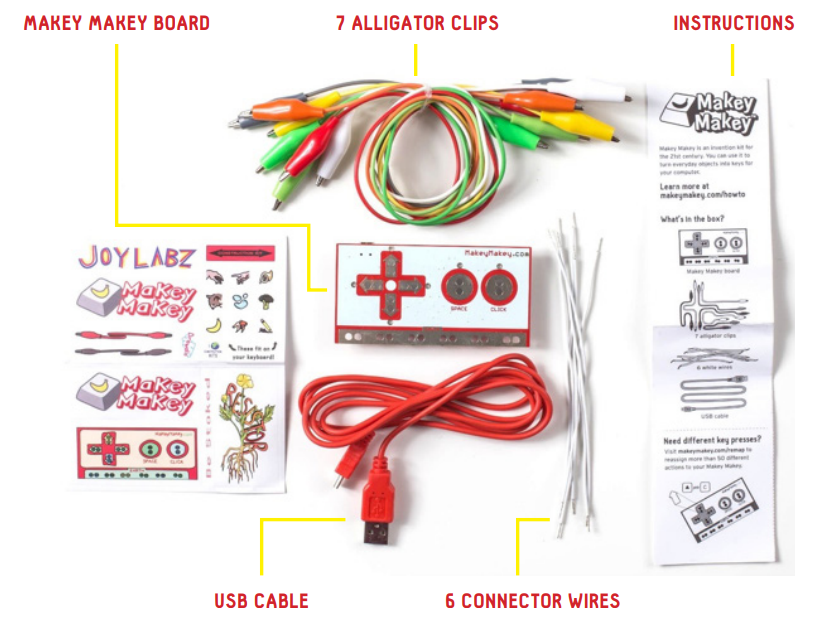 MAKEY MAKEY BOARD
7 ALLIGATOR CLIPS
INSTRUCTIONS
JOYLABZ
MaKey
MaKey
These fit on
your keyboard!
MaKey
MaKey
SPACE
CLICK
MakeyMakey.com
SPACE
CLICK
Makey
Makey
Makey Makey is an invention kit for
the 21st century. You can use it to
turn everyday objects into keys for
your computer.
Learn more at
makeymakey.com/howto
What's in the box?
Makey Makey board
7 alligator clips
6 white wires
USB cable
Need different key presses?
Visit makeymakey.com/remap to
reassign more than 50 different
actions to your Makey Makey.
USB CABLE
6 CONNECTOR WIRES